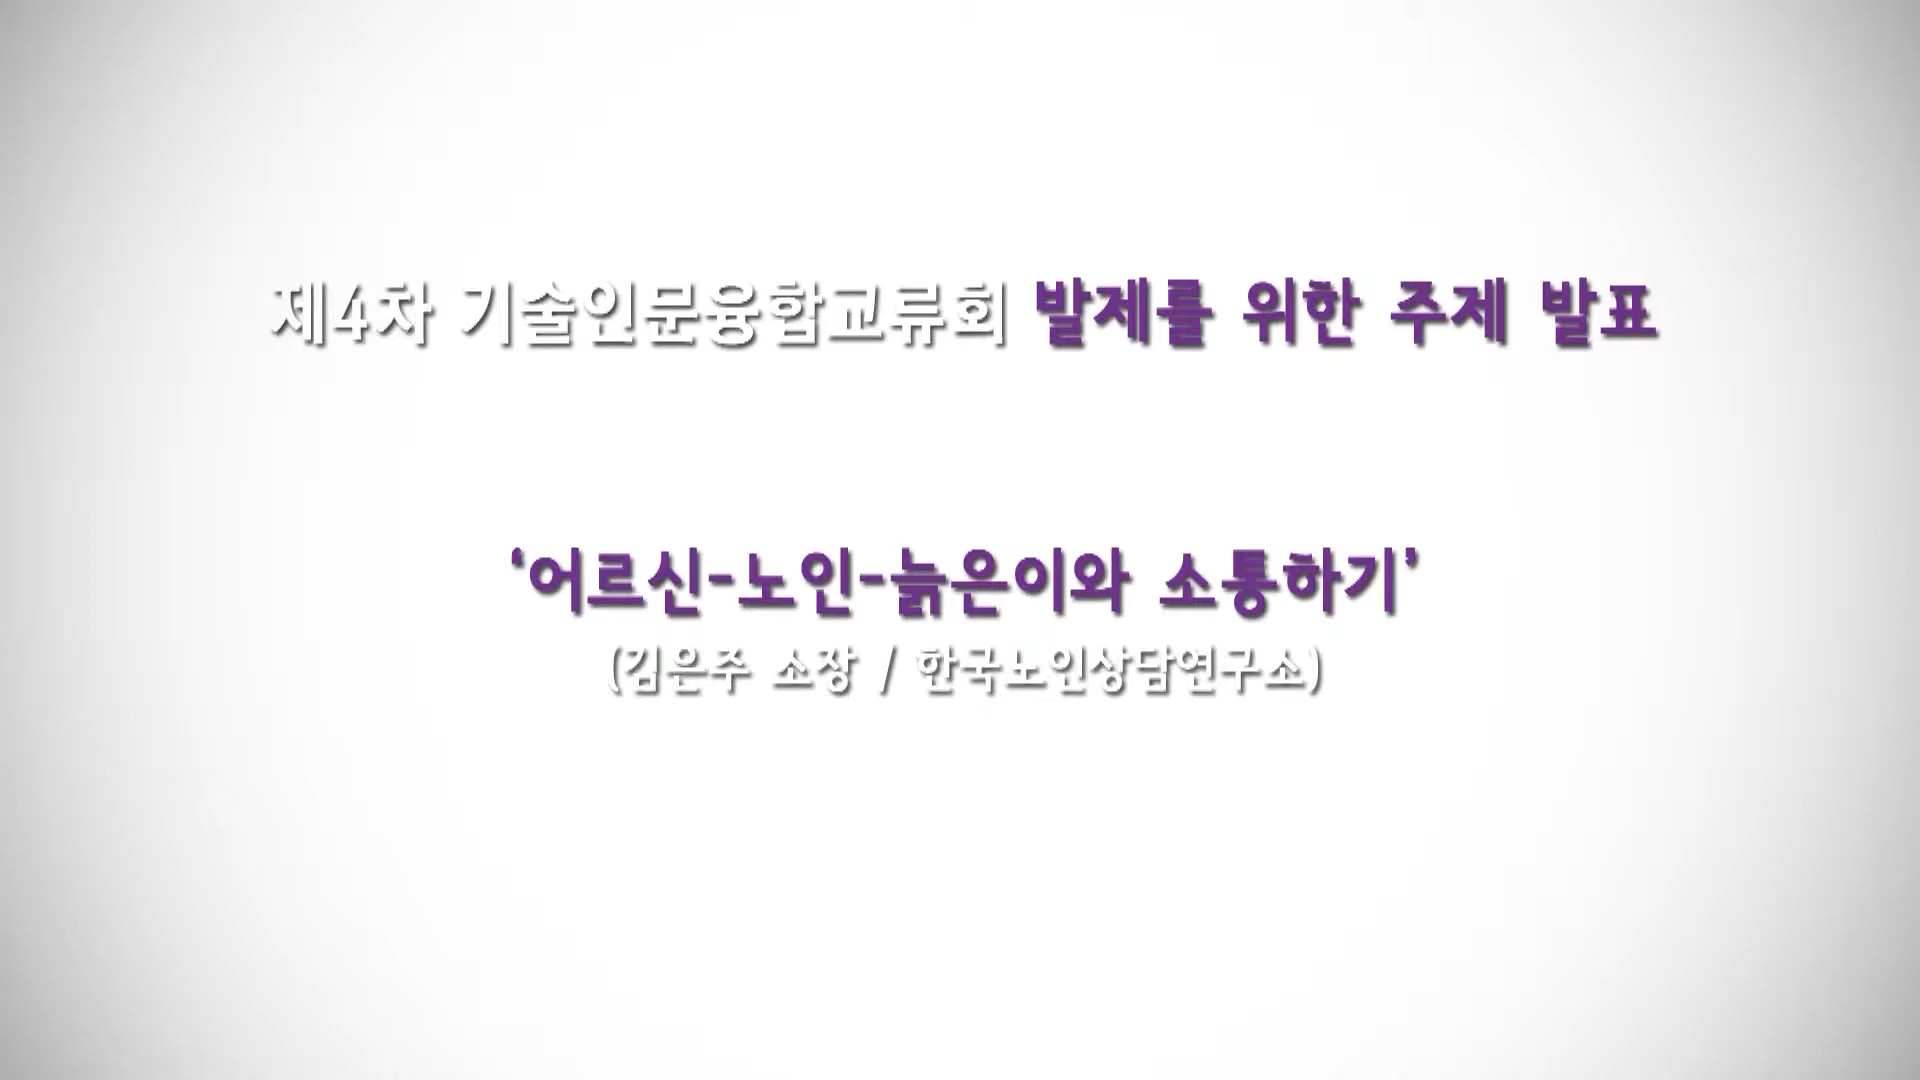 제4차 기술인문융합교류회 발제를 위한 주제 발표
‘어르신-노인-늙은이와 소통하기’
(김은주 소장 / 한국노인상담연구소)